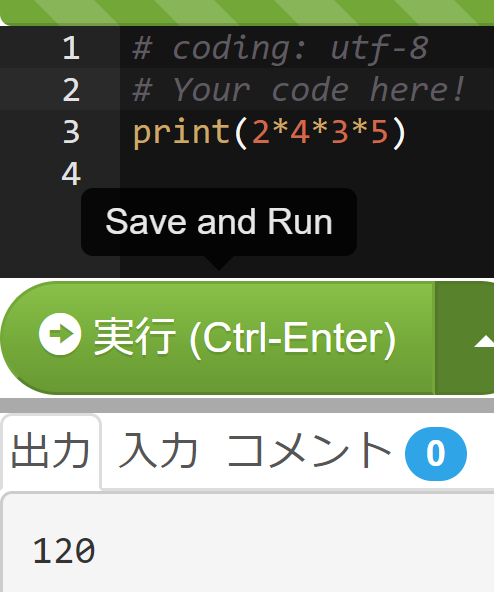 1 # coding: utf-8
2 # Your code here!
3 print(2*4*3*5)
4
Save and Run
実行 (Ctrl-Enter)
出力 入力 コメント 0
120